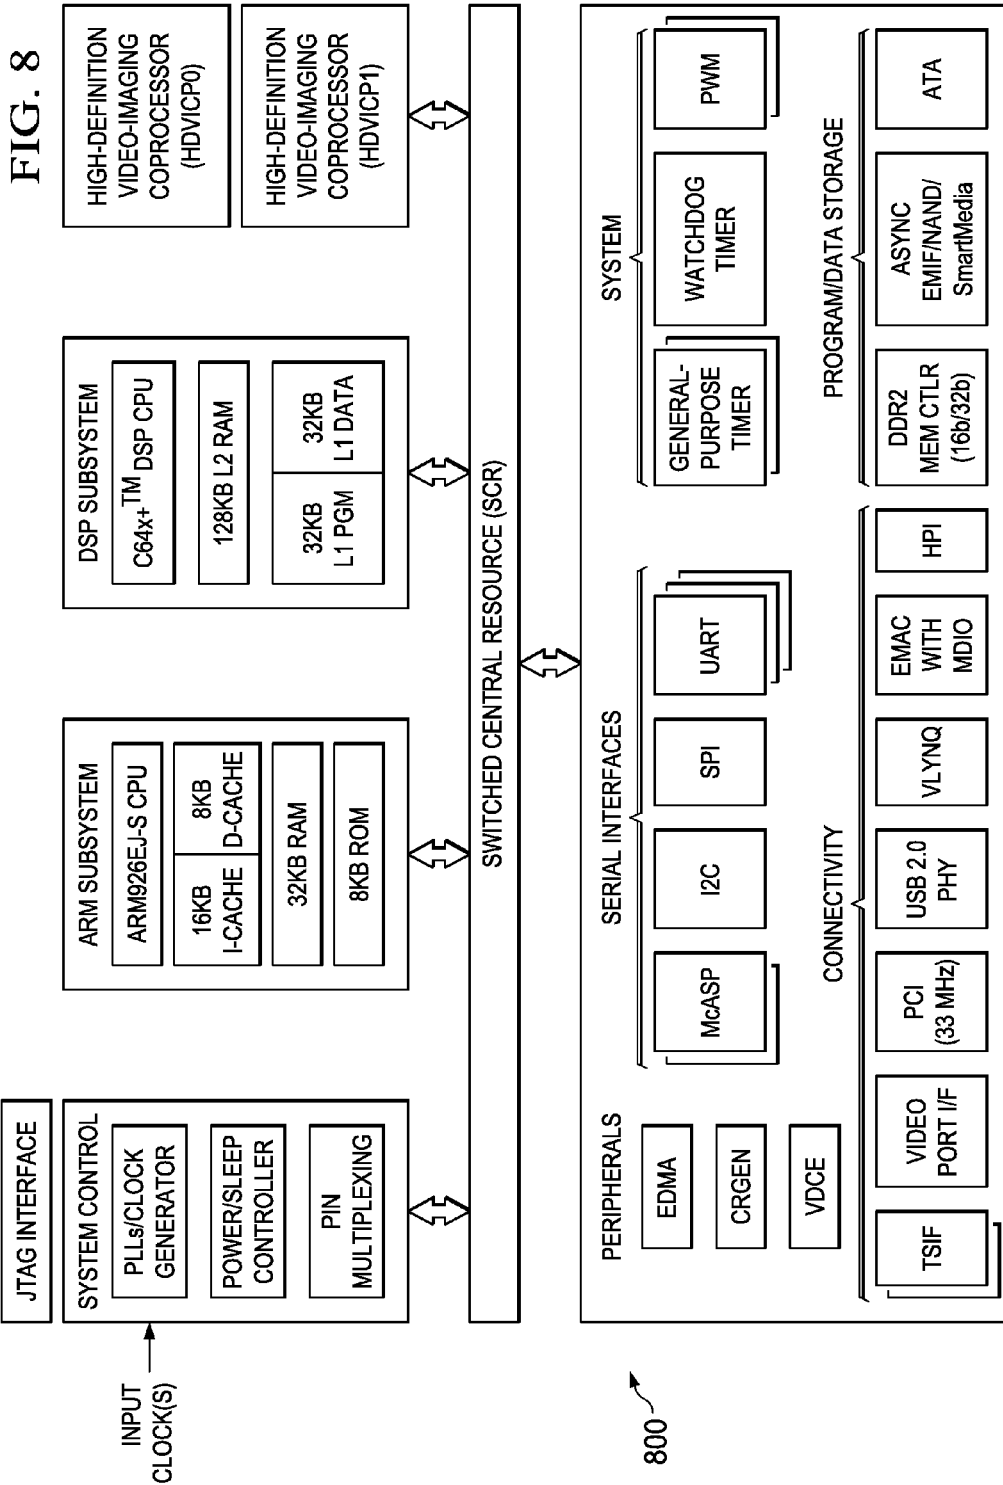 FIG. 8
JTAG INTERFACE
INPUT
CLOCK(S)
SYSTEM CONTROL
PLLs/CLOCK
GENERATOR
POWER/SLEEP
CONTROLLER
PIN
MULTIPLEXING
ARM SUBSYSTEM
ARM926EJ-S CPU
16KB
I-CACHE
8KB
D-CACHE
32KB RAM
8KB ROM
DSP SUBSYSTEM
C64x+TM DSP CPU
128KB L2 RAM
32KB
L1 PGM
32KB
L1 DATA
HIGH-DEFINITION
VIDEO-IMAGING
COPROCESSOR
(HDVICP0)
HIGH-DEFINITION
VIDEO-IMAGING
COPROCESSOR
(HDVICP1)
SWITCHED CENTRAL RESOURCE (SCR)
800
PERIPHERALS
EDMA
CRGEN
VDCE
SERIAL INTERFACES
McASP
I2C
SPI
UART
SYSTEM
GENERAL-
PURPOSE
TIMER
WATCHDOG
TIMER
PWM
CONNECTIVITY
TSIF
VIDEO
PORT I/F
PCI
(33 MHz)
USB 2.0
PHY
VLYNQ
EMAC
WITH
MDIO
HPI
PROGRAM/DATA STORAGE
DDR2
MEM CTLR
(16b/32b)
ASYNC
EMIF/NAND/
SmartMedia
ATA